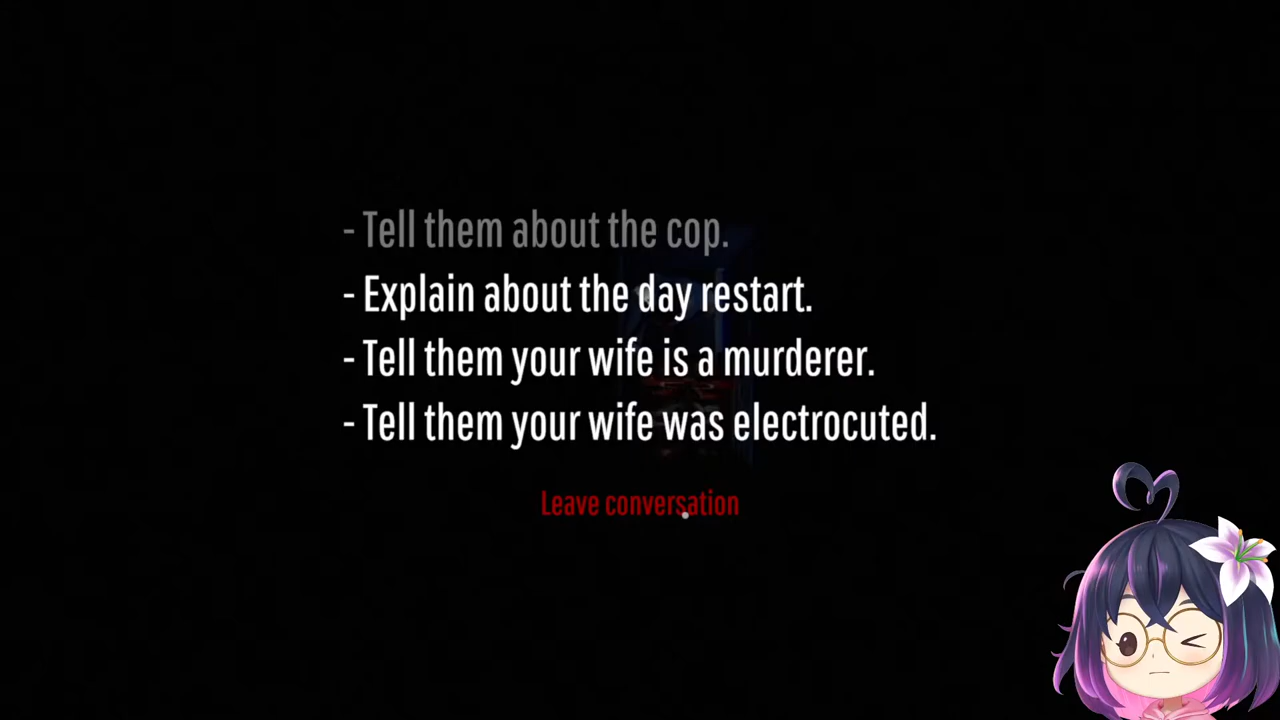 - Tell them about the cop.
- Explain about the day restart.
- Tell them your wife is a murderer.
- Tell them your wife was electrocuted.
Leave conversation